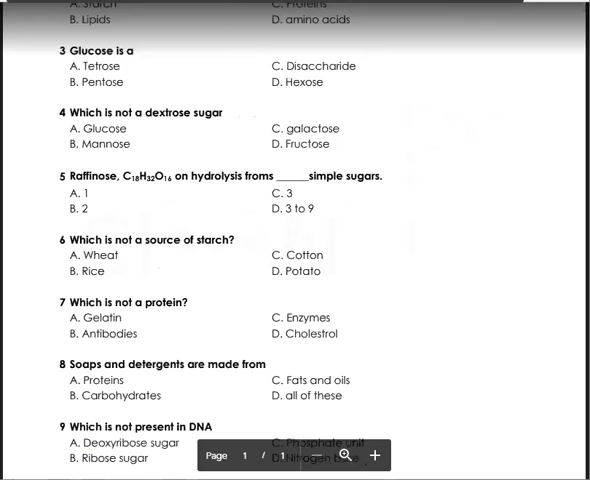 A. Starch C. Proteins
B. Lipids D. amino acids
3 Glucose is a
A. Tetrose C. Disaccharide
B. Pentose D. Hexose
4 Which is not a dextrose sugar
A. Glucose C. galactose
B. Mannose D. Fructose
5 Raffinose, C₁₈H₃₂O₁₆ on hydrolysis froms ______simple sugars.
A. 1 C. 3
B. 2 D. 3 to 9
6 Which is not a source of starch?
A. Wheat C. Cotton
B. Rice D. Potato
7 Which is not a protein?
A. Gelatin C. Enzymes
B. Antibodies D. Cholestrol
8 Soaps and detergents are made from
A. Proteins C. Fats and oils
B. Carbohydrates D. all of these
9 Which is not present in DNA
A. Deoxyribose sugar C. Phosphate unit
B. Ribose sugar D. Nitrogen
Page 1 / 1